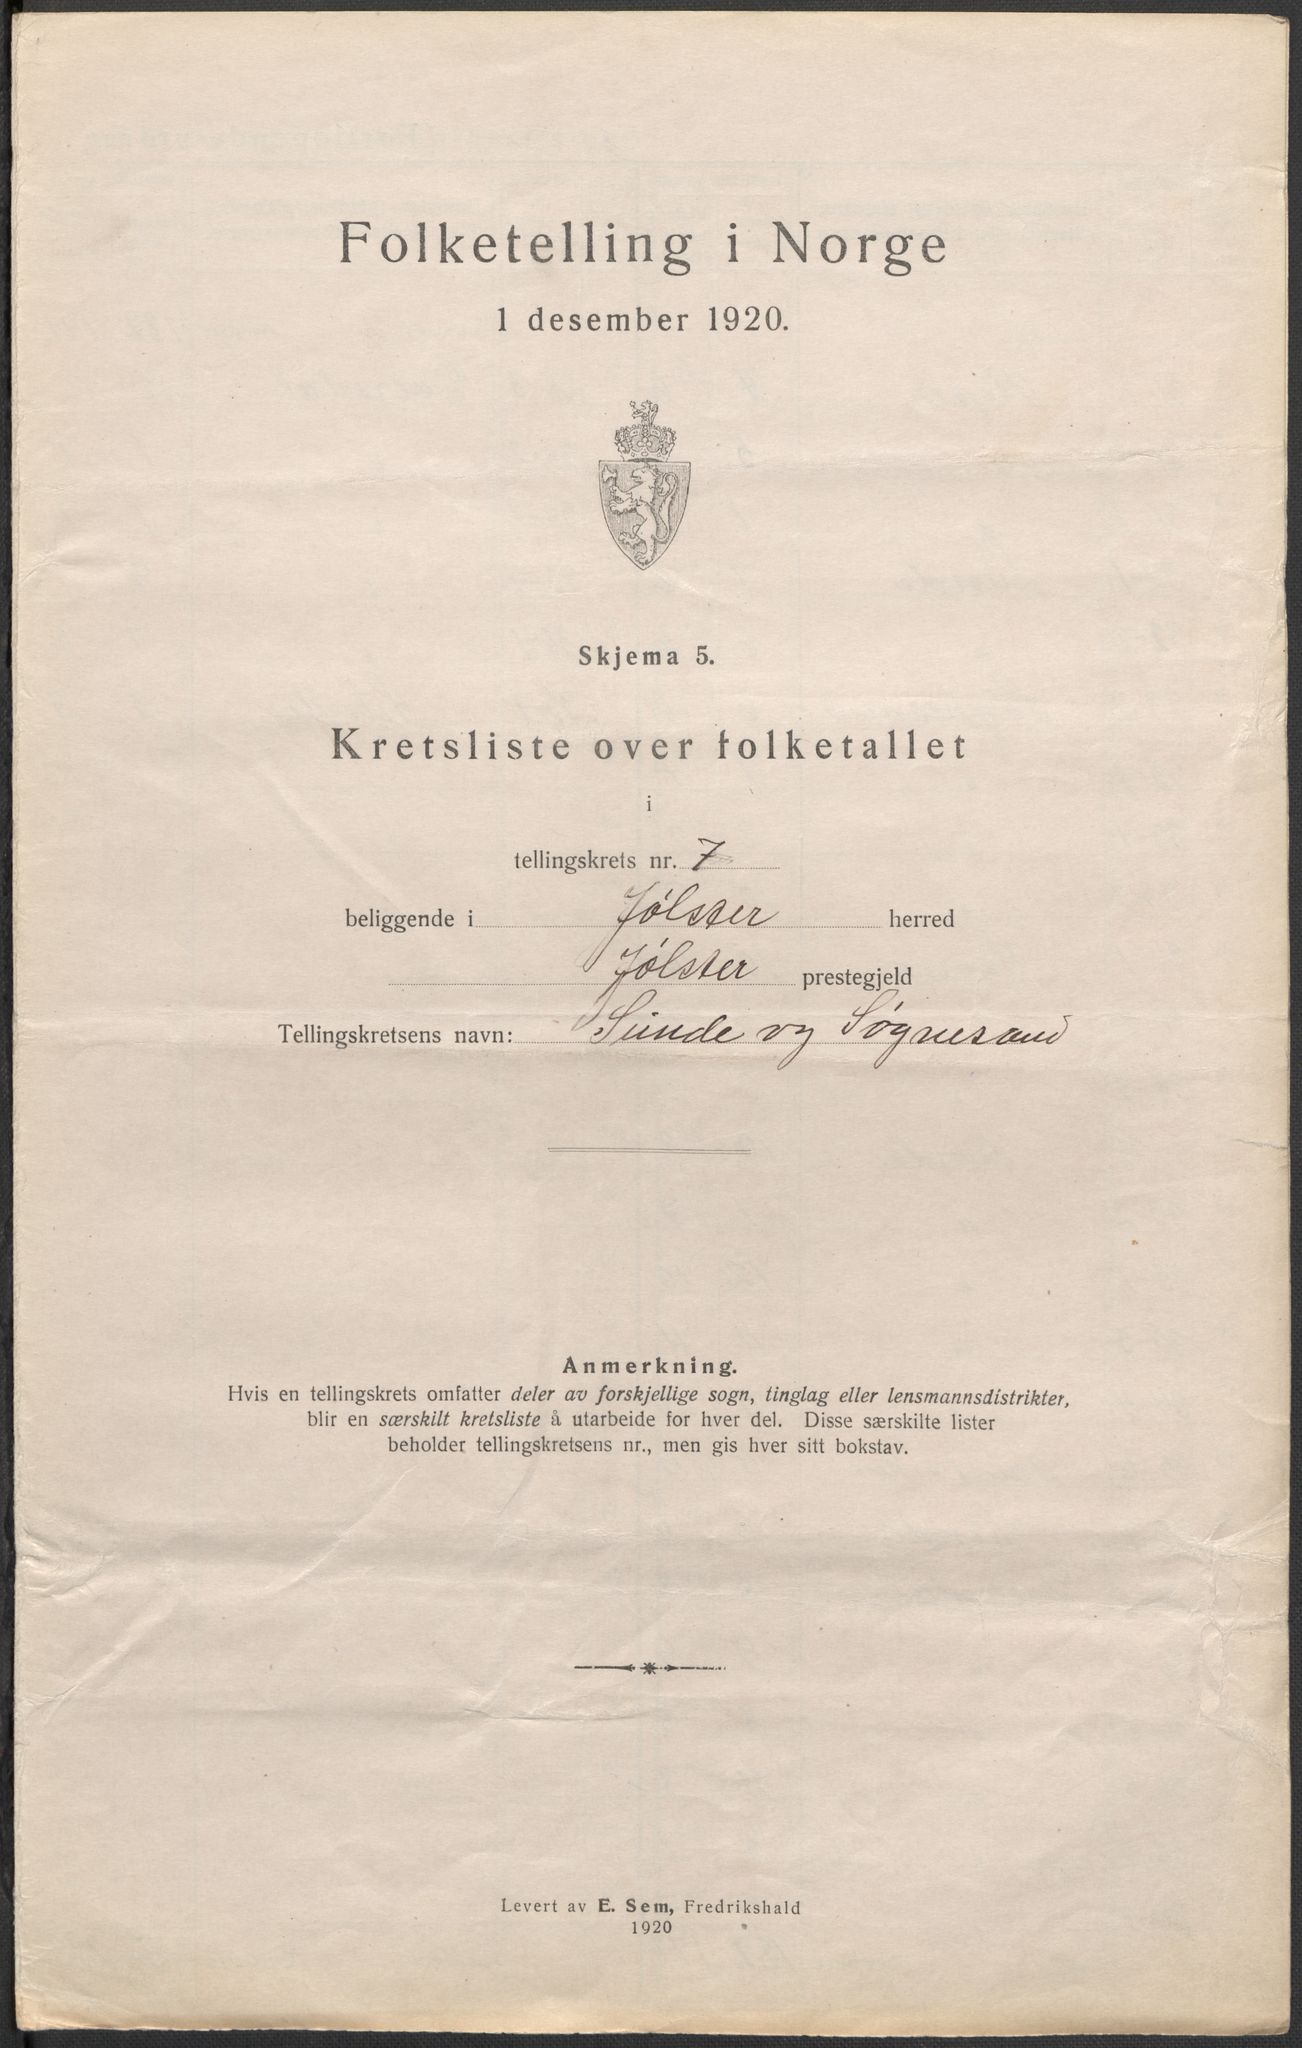 Folketelling i Norge
1 desember 1920.
Skjema 5.
Kretsliste over folketallet
i
tellingskrets nr. 7
beliggende i Jølster herred
Jølster prestegjeld
Tellingskretsens navn: Sunde og Søgnesand
Anmerkning.
Hvis en tellingskrets omfatter deler av forskjellige sogn, tinglag eller lensmannsdistrikter,
blir en særskilt kretsliste å utarbeide for hver del. Disse særskilte lister
beholder tellingskretsens nr., men gis hver sitt bokstav.
Levert av E. Sem, Fredrikshald
1920